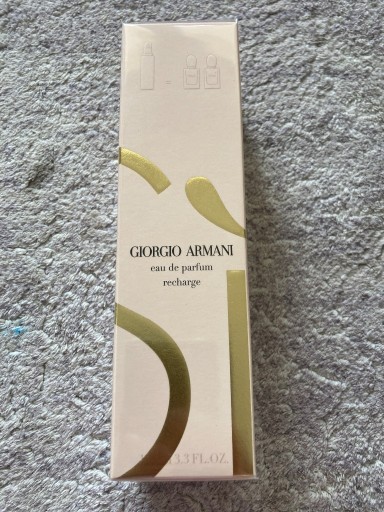 GIORGIO ARMANI
eau de parfum
recharge
3.3 FL.OZ.